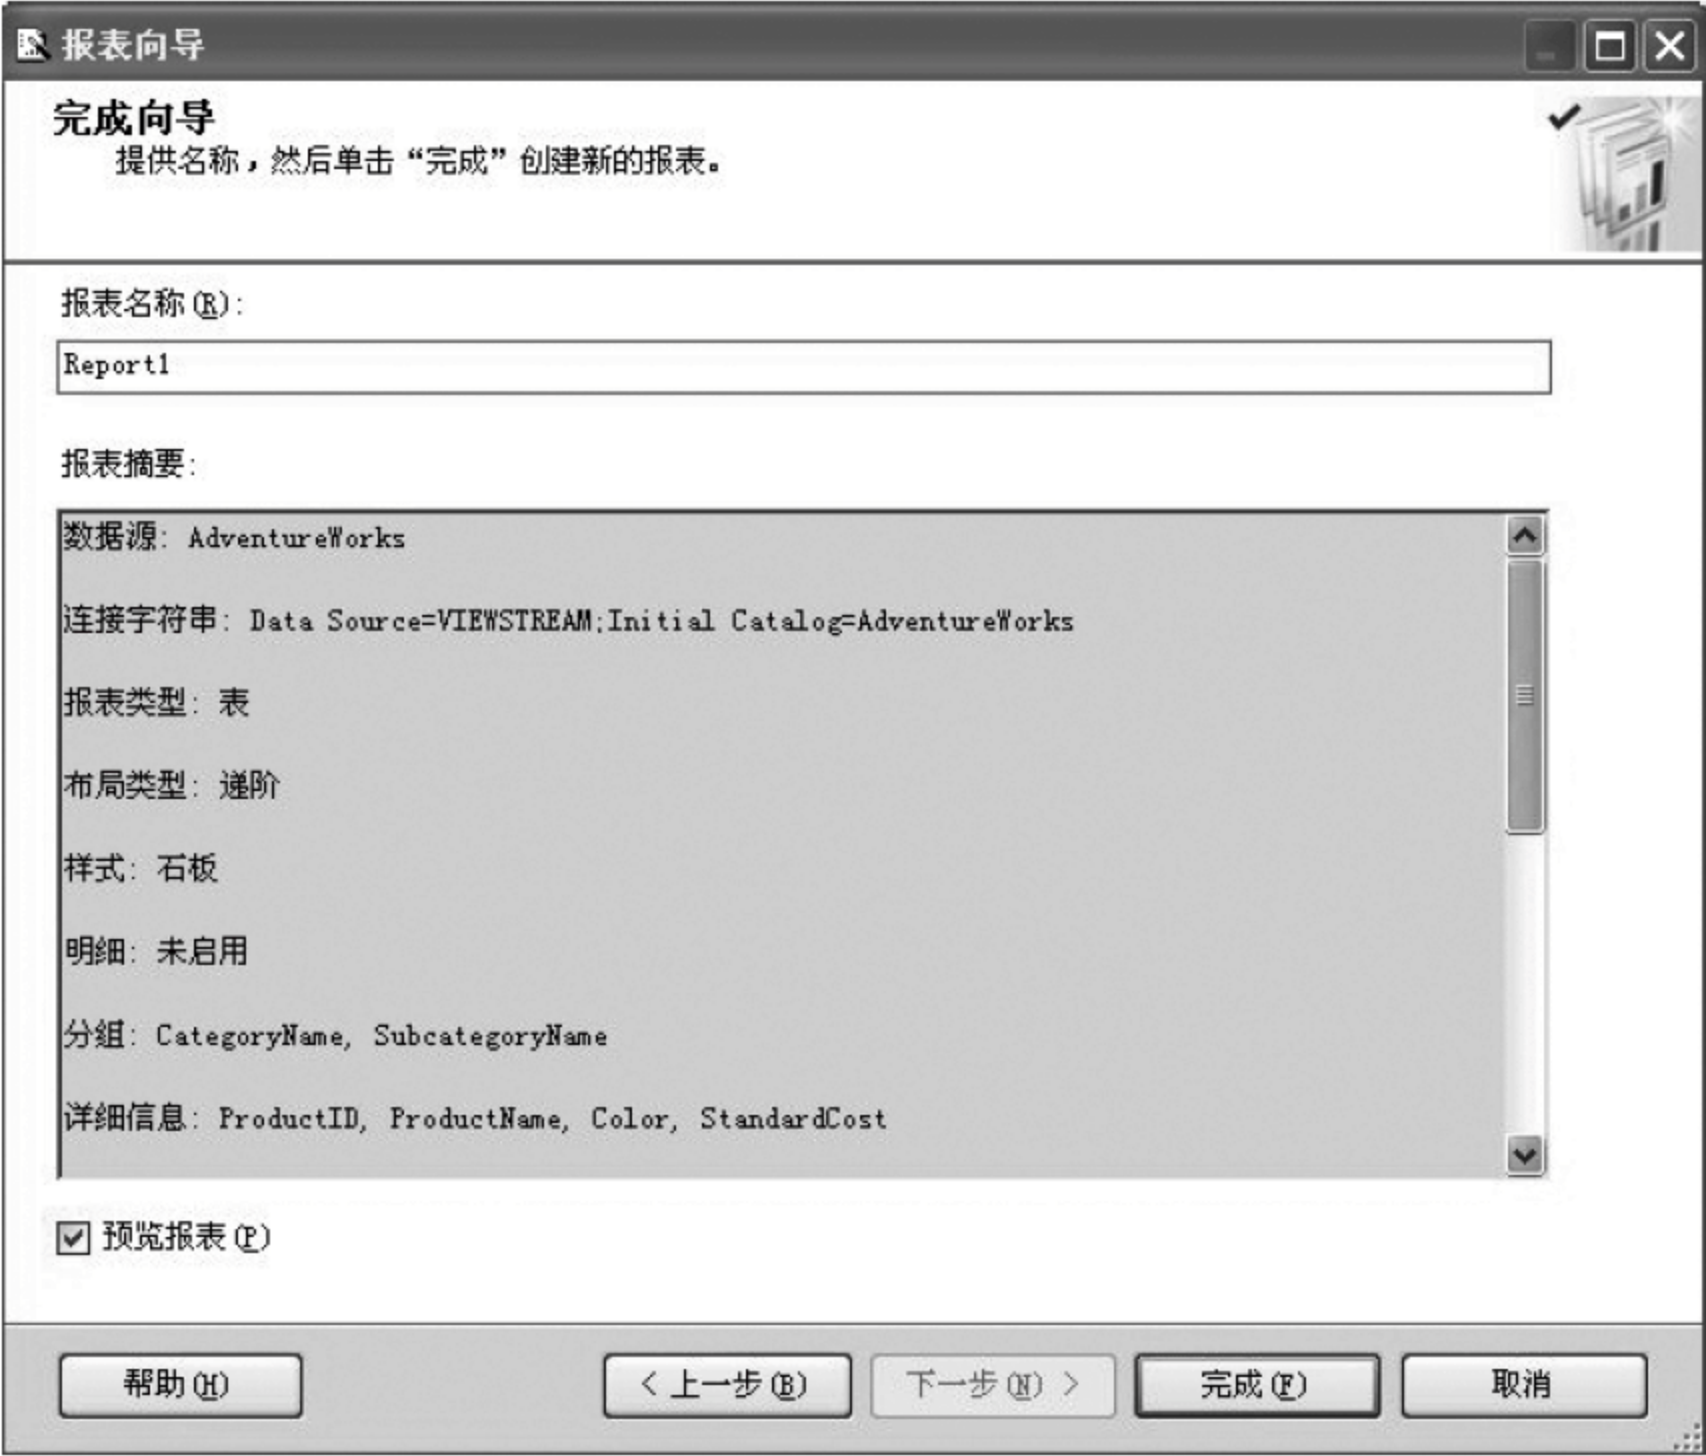 报表向导
完成向导
提供名称，然后单击“完成”创建新的报表。
报表名称(R):
Report1
报表摘要:
数据源: AdventureWorks
连接字符串: Data Source=VIEWSTREAM;Initial Catalog=AdventureWorks
报表类型: 表
布局类型: 递阶
样式: 石板
明细: 未启用
分组: CategoryName, SubcategoryName
详细信息: ProductID, ProductName, Color, StandardCost
预览报表(P)
帮助(H) < 上一步(B) 下一步(N) > 完成(F) 取消